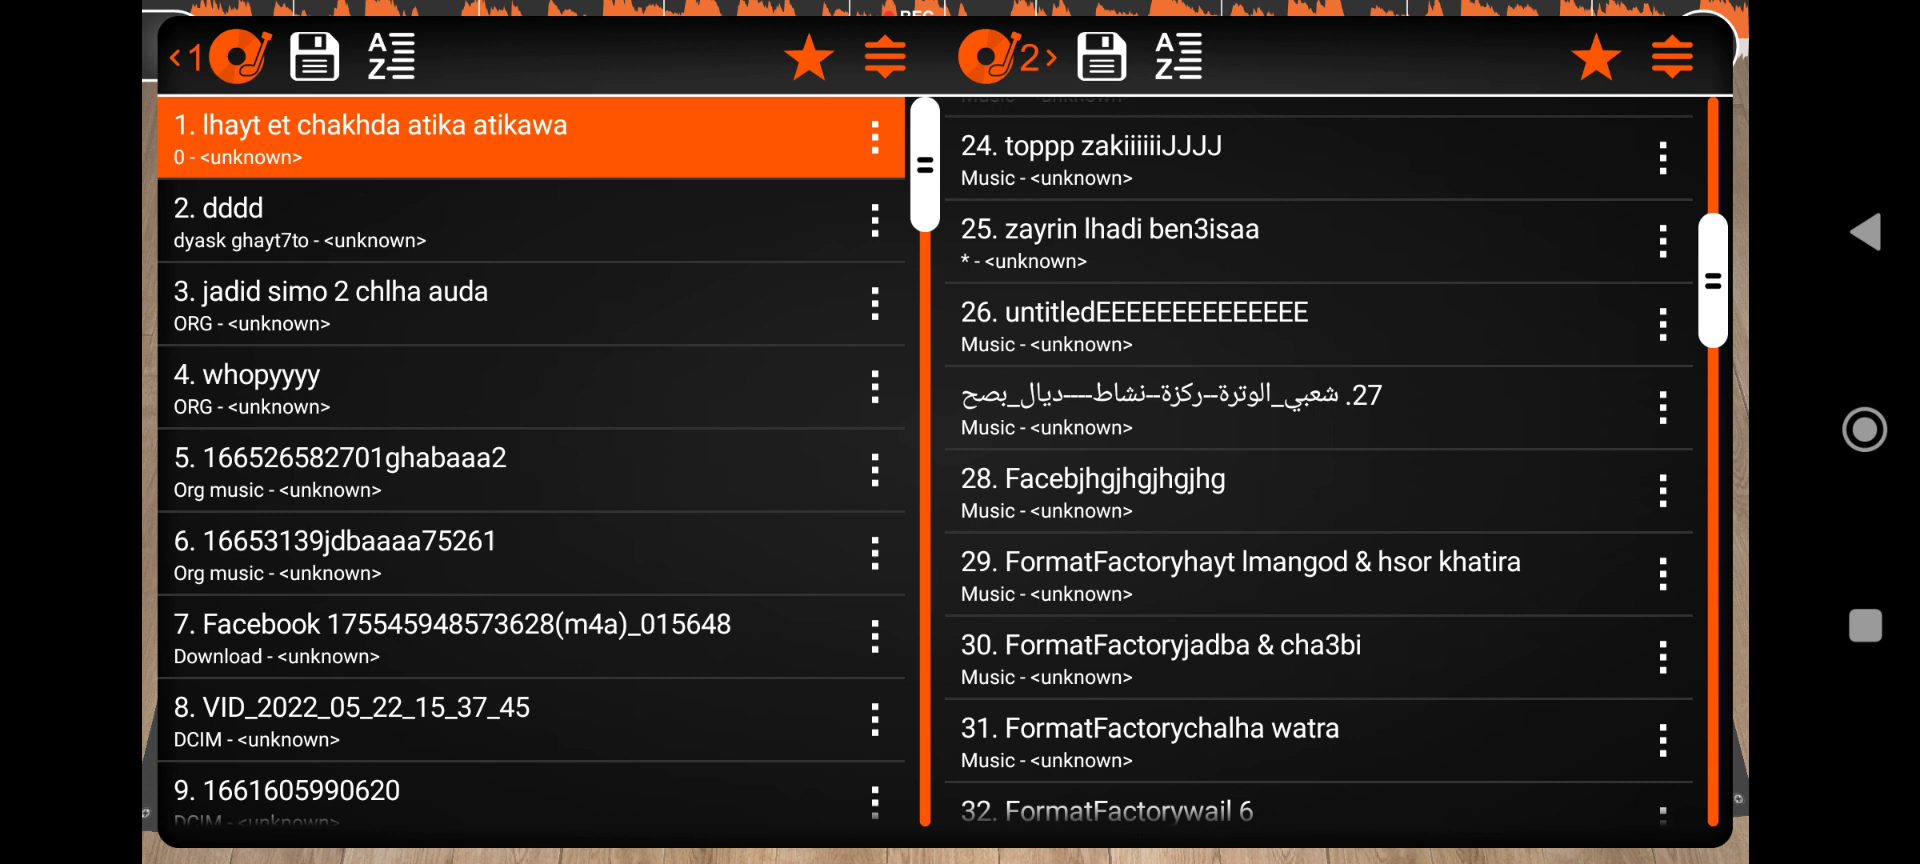 REC
1
A
Z
1. lhayt et chakhda atika atikawa
0 - <unknown>
2. dddd
dyask ghayt7to - <unknown>
3. jadid simo 2 chlha auda
ORG - <unknown>
4. whopyyyy
ORG - <unknown>
5. 166526582701ghabaaa2
Org music - <unknown>
6. 16653139jdbaaaa75261
Org music - <unknown>
7. Facebook 175545948573628(m4a)_015648
Download - <unknown>
8. VID_2022_05_22_15_37_45
DCIM - <unknown>
9. 1661605990620
DCIM - <unknown>
2
A
Z
Music - <unknown>
24. toppp zakiiiiiiJJJJ
Music - <unknown>
25. zayrin lhadi ben3isaa
* - <unknown>
26. untitledEEEEEEEEEEEEEE
Music - <unknown>
27. شعبي_الوترة--ركزة--نشاط----ديال_بصح
Music - <unknown>
28. Facebjhgjhgjhgjhg
Music - <unknown>
29. FormatFactoryhayt lmangod & hsor khatira
Music - <unknown>
30. FormatFactoryjadba & cha3bi
Music - <unknown>
31. FormatFactorychalha watra
Music - <unknown>
32. FormatFactorywail 6